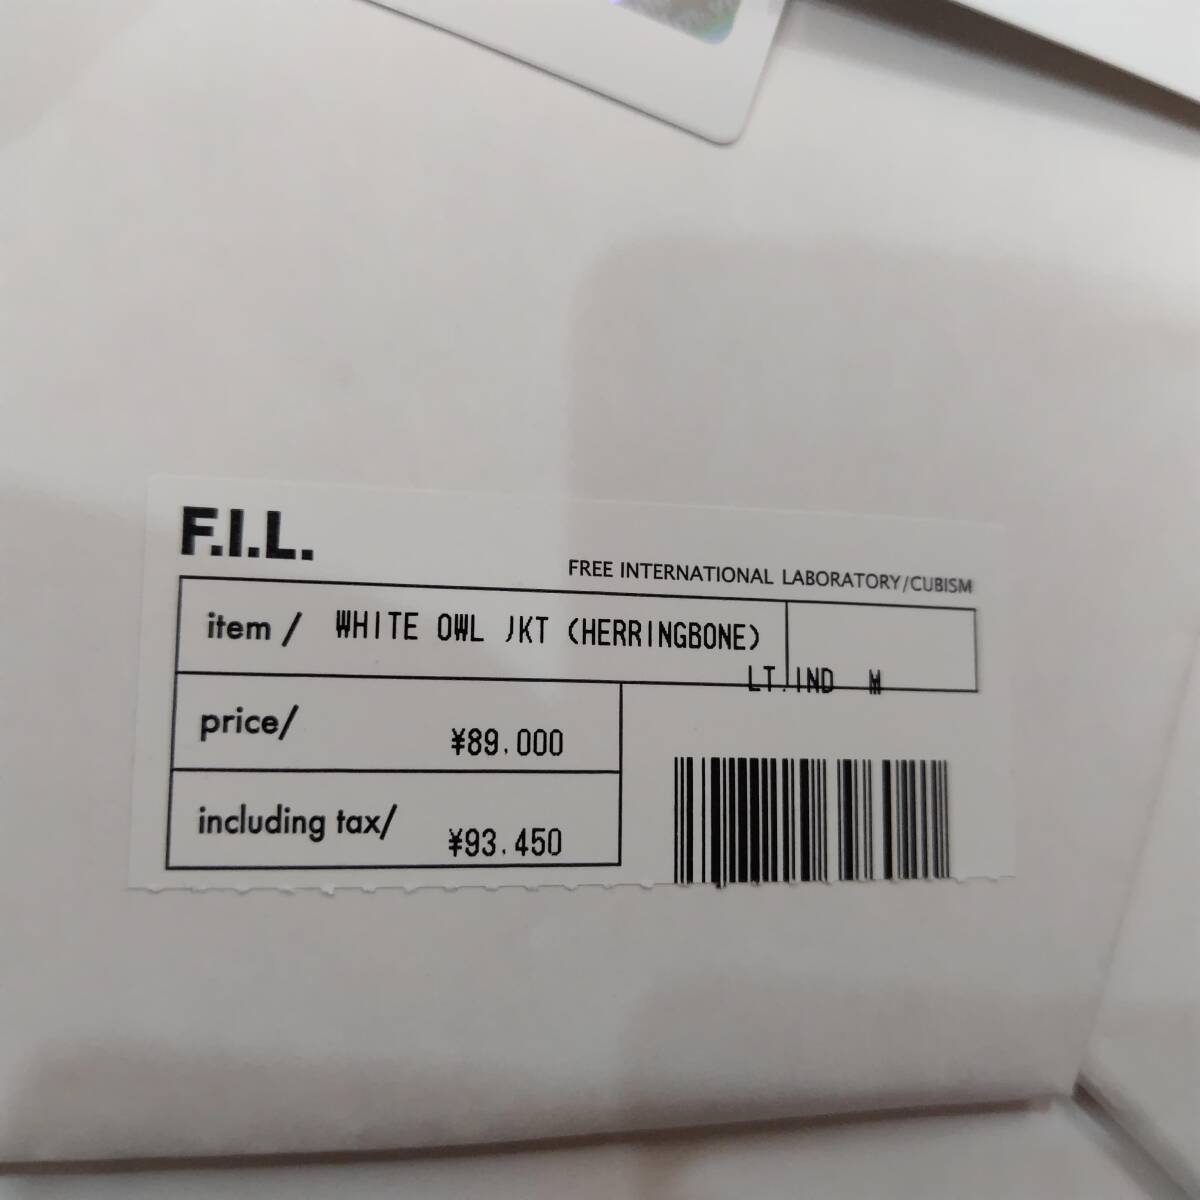 F.I.L.
FREE INTERNATIONAL LABORATORY/CUBISM
item / WHITE OWL JKT (HERRINGBONE)
LT.IND M
price/ ¥89.000
including tax/ ¥93.450